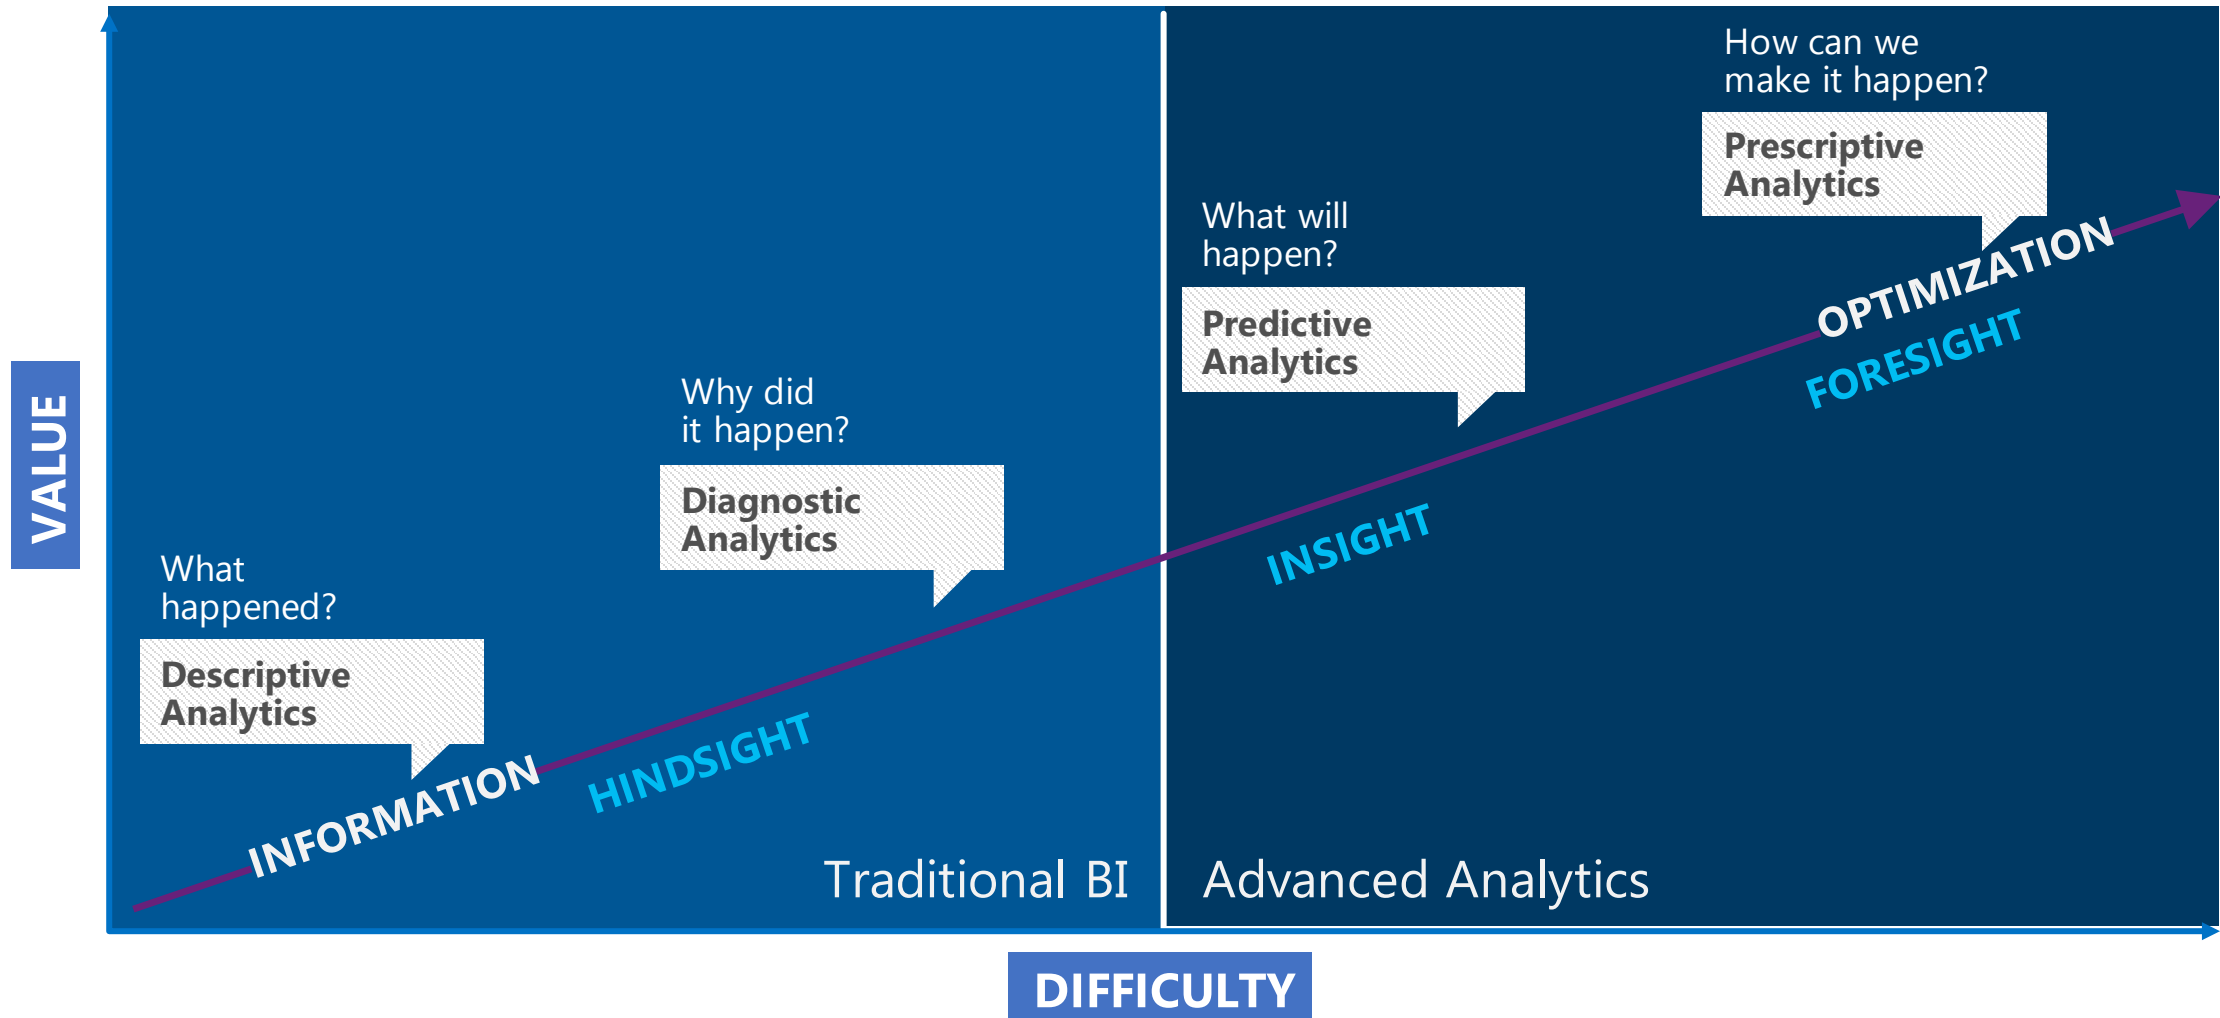 How can we
make it happen?
Prescriptive
Analytics
What will
happen?
Predictive
Analytics
OPTIMIZATION
FORESIGHT
Why did
it happen?
Diagnostic
Analytics
INSIGHT
VALUE
What
happened?
Descriptive
Analytics
INFORMATION
HINDSIGHT
Traditional BI
Advanced Analytics
DIFFICULTY